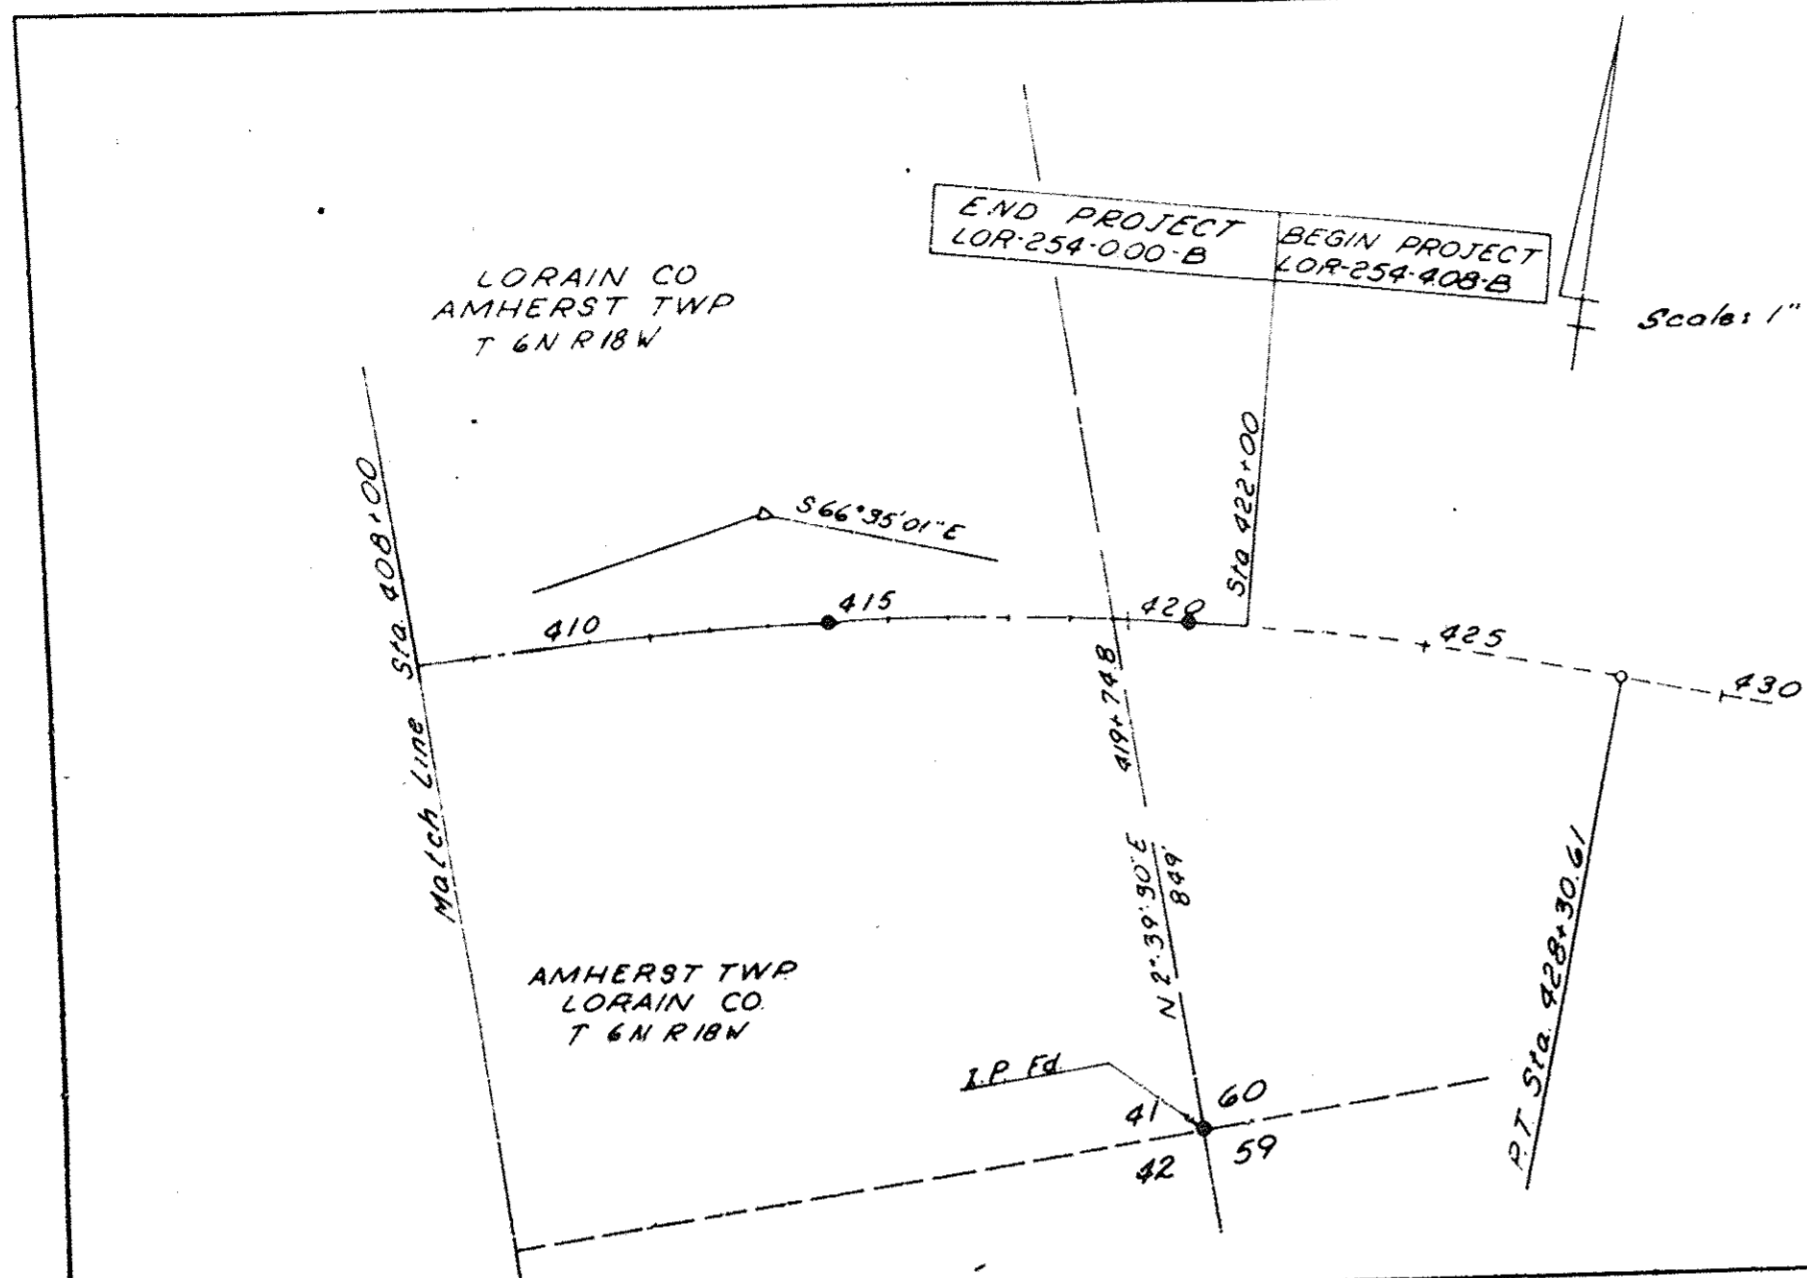 END PROJECT
LOR-254-0.00-B
BEGIN PROJECT
LOR-254-4.08-B
Scale: 1"
LORAIN CO
AMHERST TWP
T 6N R 18 W
Match Line Sta. 408+00
S 66°35'01" E
410
415
420
425
430
Sta 422+00
419+74.8
N 2°-39'-30" E
849'
P.T. Sta. 428+30.61
AMHERST TWP.
LORAIN CO.
T 6N R 18W
I.P. Fd.
41
60
42
59